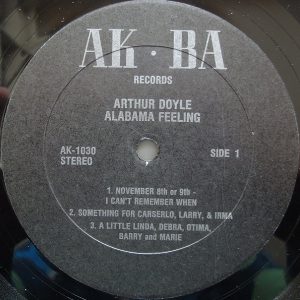 AK · BA
RECORDS
ARTHUR DOYLE
ALABAMA FEELING
AK-1030
STEREO
SIDE 1
1. NOVEMBER 8th or 9th -
I CAN'T REMEMBER WHEN
2. SOMETHING FOR CARSERLO, LARRY, & IRMA
3. A LITTLE LINDA, DEBRA, OTIMA,
BARRY and MARIE